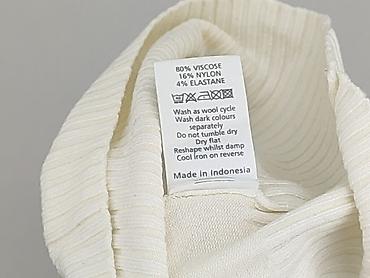 80% VISCOSE
16% NYLON
4% ELASTANE
Wash as wool cycle
Wash dark colours
separately
Do not tumble dry
Dry flat
Reshape whilst damp
Cool iron on reverse
Made in Indonesia